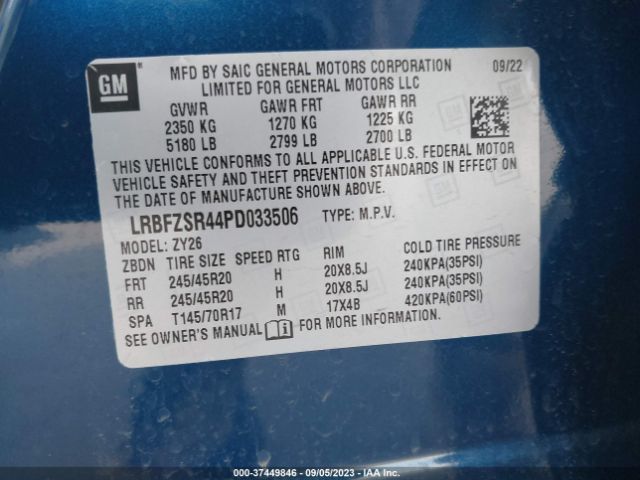 GM
MFD BY SAIC GENERAL MOTORS CORPORATION 09/22
LIMITED FOR GENERAL MOTORS LLC
GVWR GAWR FRT GAWR RR
2350 KG 1270 KG 1225 KG
5180 LB 2799 LB 2700 LB
THIS VEHICLE CONFORMS TO ALL APPLICABLE U.S. FEDERAL MOTOR
VEHICLE SAFETY AND THEFT PREVENTION STANDARDS IN EFFECT ON
THE DATE OF MANUFACTURE SHOWN ABOVE.
LRBFZSR44PD033506 TYPE: M.P.V.
MODEL: ZY26
ZBDN TIRE SIZE SPEED RTG RIM COLD TIRE PRESSURE
FRT 245/45R20 H 20X8.5J 240KPA(35PSI)
RR 245/45R20 H 20X8.5J 240KPA(35PSI)
SPA T145/70R17 M 17X4B 420KPA(60PSI)
SEE OWNER'S MANUAL FOR MORE INFORMATION.
000-37449846 - 09/05/2023 - IAAI.com